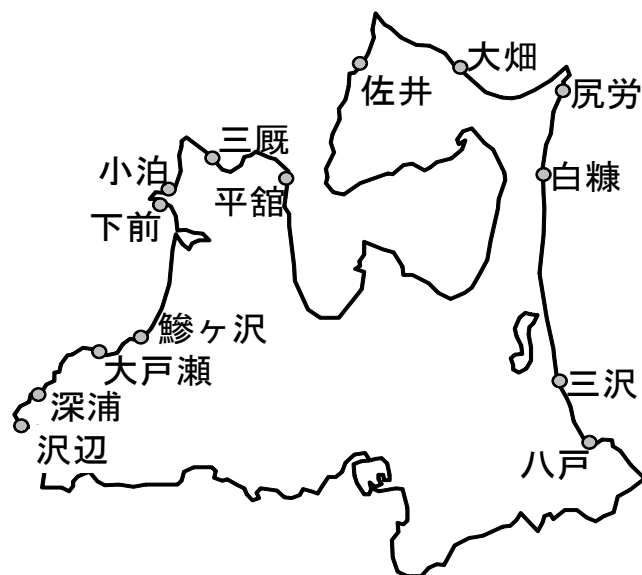 大畑
佐井
尻労
三厩
小泊
平舘
白糠
下前
鰺ヶ沢
大戸瀬
三沢
深浦
沢辺
八戸